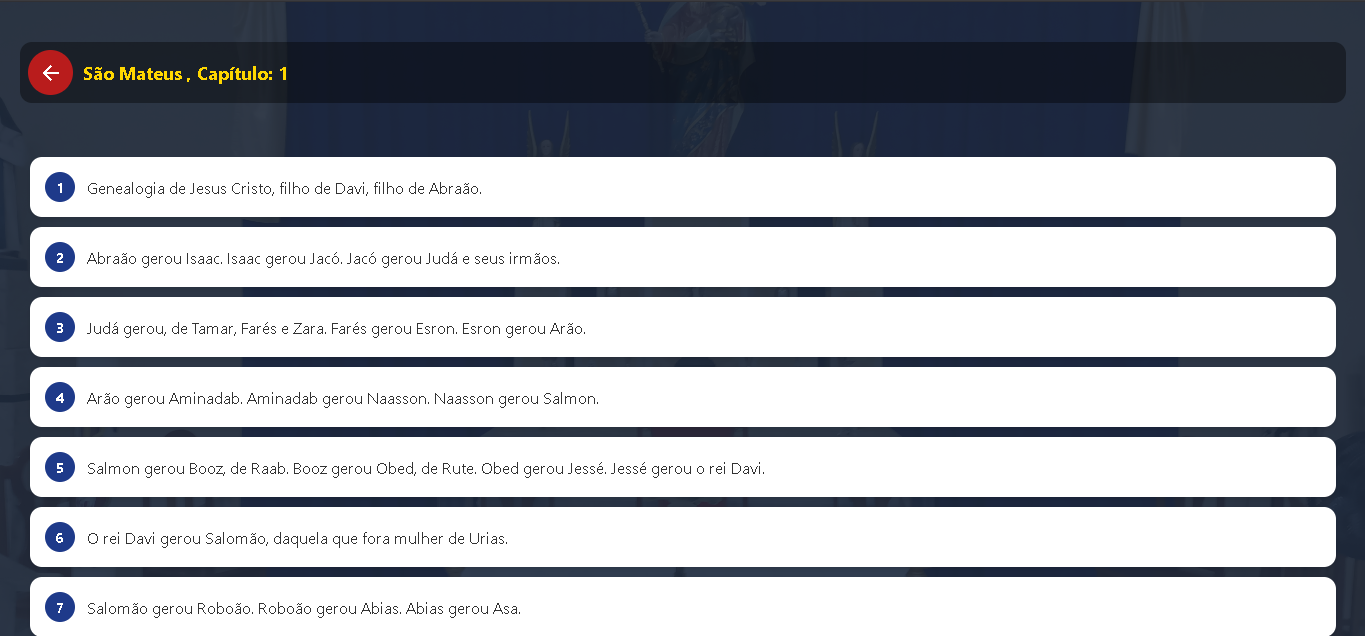 São Mateus , Capítulo: 1
1 Genealogia de Jesus Cristo, filho de Davi, filho de Abraão.
2 Abraão gerou Isaac. Isaac gerou Jacó. Jacó gerou Judá e seus irmãos.
3 Judá gerou, de Tamar, Farés e Zara. Farés gerou Esron. Esron gerou Arão.
4 Arão gerou Aminadab. Aminadab gerou Naasson. Naasson gerou Salmon.
5 Salmon gerou Booz, de Raab. Booz gerou Obed, de Rute. Obed gerou Jessé. Jessé gerou o rei Davi.
6 O rei Davi gerou Salomão, daquela que fora mulher de Urias.
7 Salomão gerou Roboão. Roboão gerou Abias. Abias gerou Asa.